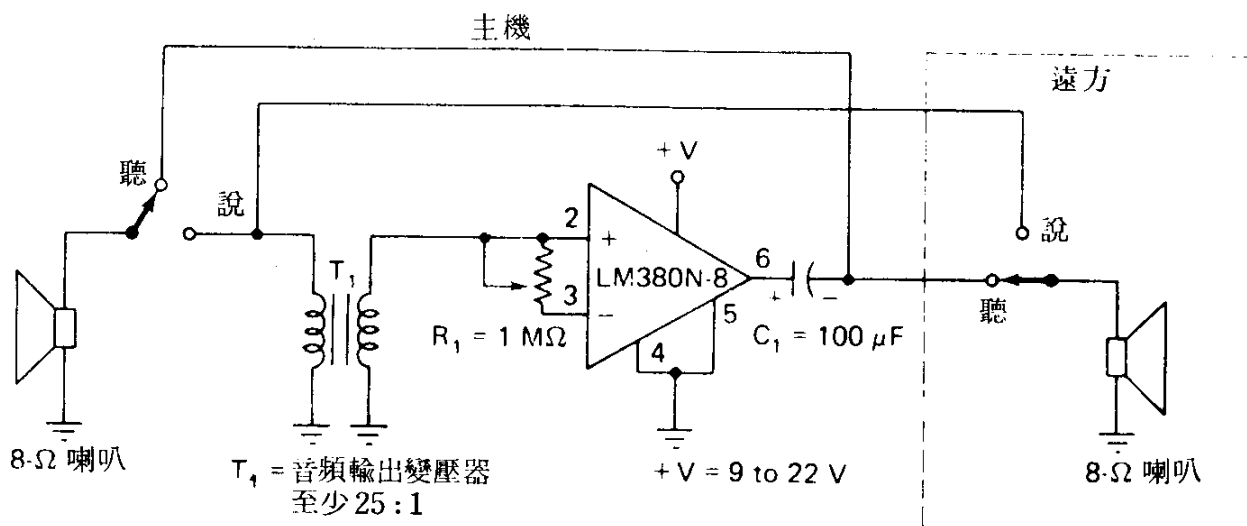 主機
遠方
聽
說
+ V
說
T₁
2
+
LM380N-8
6
3
−
+
−
5
聽
R₁ = 1 MΩ
4
C₁ = 100 μF
8-Ω 喇叭
T₁ = 音頻輸出變壓器
至少 25 : 1
+ V = 9 to 22 V
8-Ω 喇叭